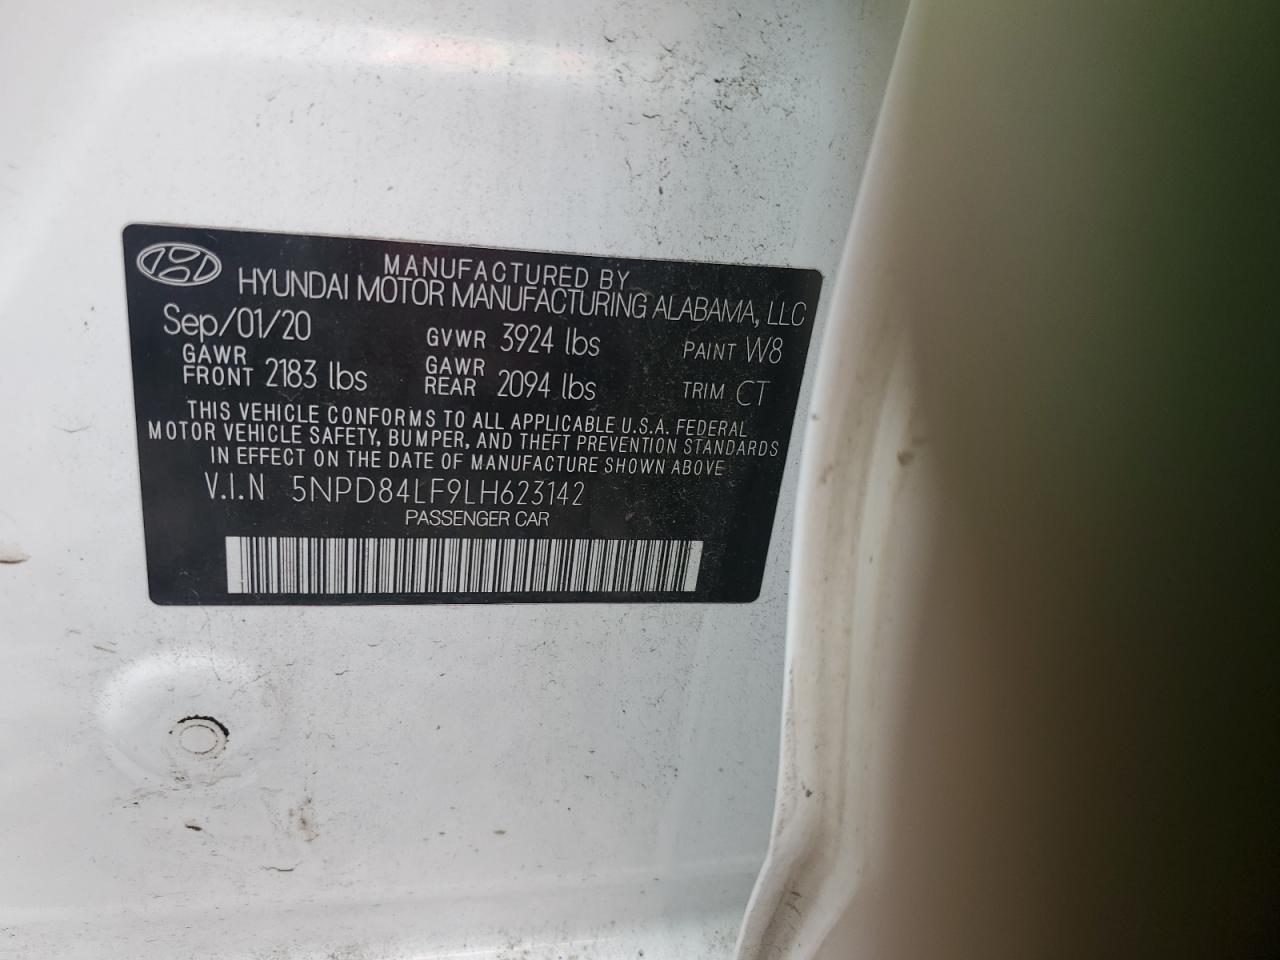 MANUFACTURED BY
HYUNDAI MOTOR MANUFACTURING ALABAMA, LLC
Sep/01/20 GVWR 3924 lbs PAINT W8
GAWR FRONT 2183 lbs GAWR REAR 2094 lbs TRIM CT
THIS VEHICLE CONFORMS TO ALL APPLICABLE U.S.A. FEDERAL
MOTOR VEHICLE SAFETY, BUMPER, AND THEFT PREVENTION STANDARDS
IN EFFECT ON THE DATE OF MANUFACTURE SHOWN ABOVE
V.I.N 5NPD84LF9LH623142
PASSENGER CAR